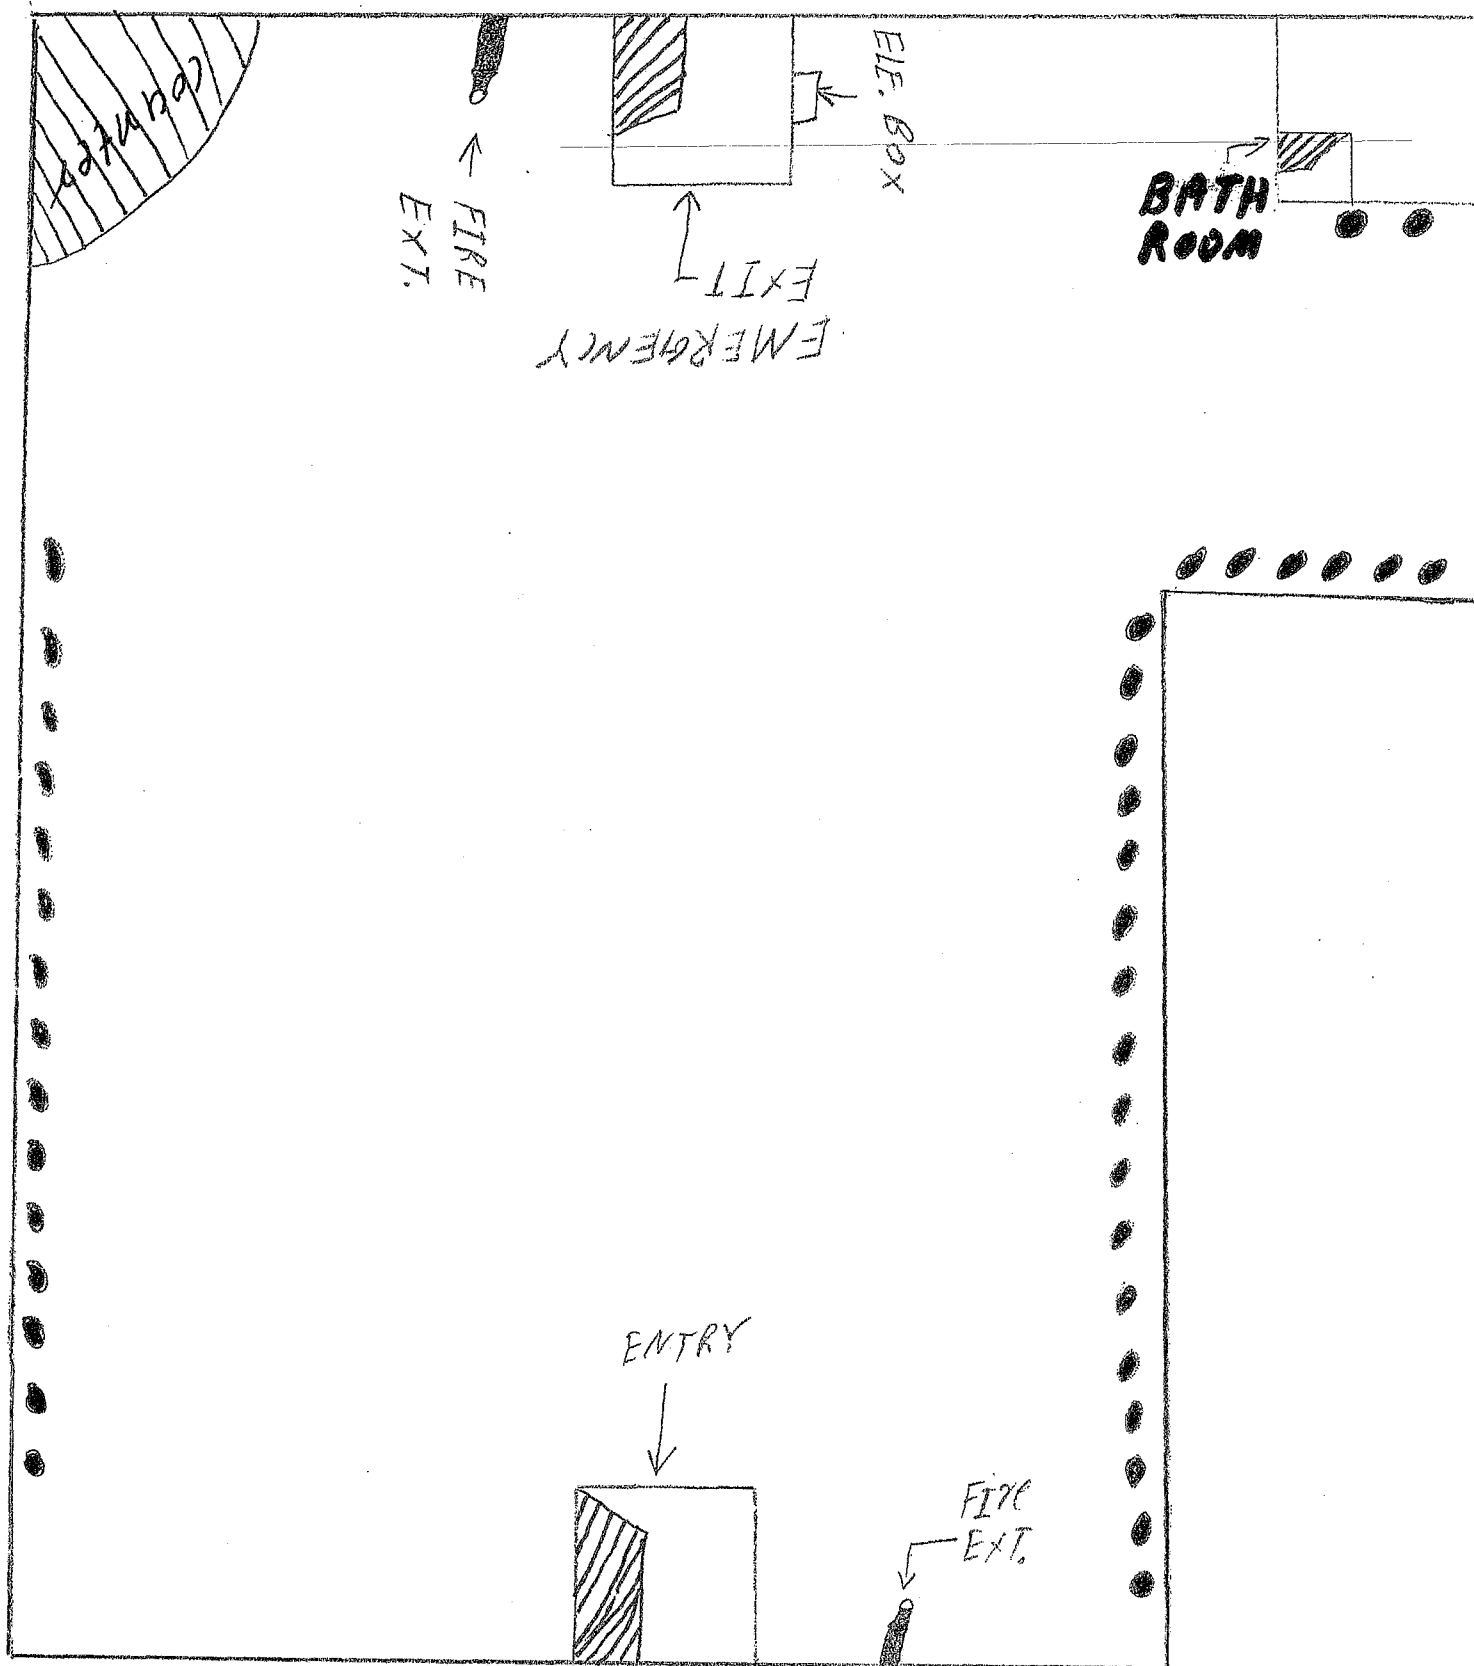 counter
ELE. BOX
← FIRE
EXT.
EMERGENCY
EXIT
BATH
ROOM
ENTRY
FIre
EXT.